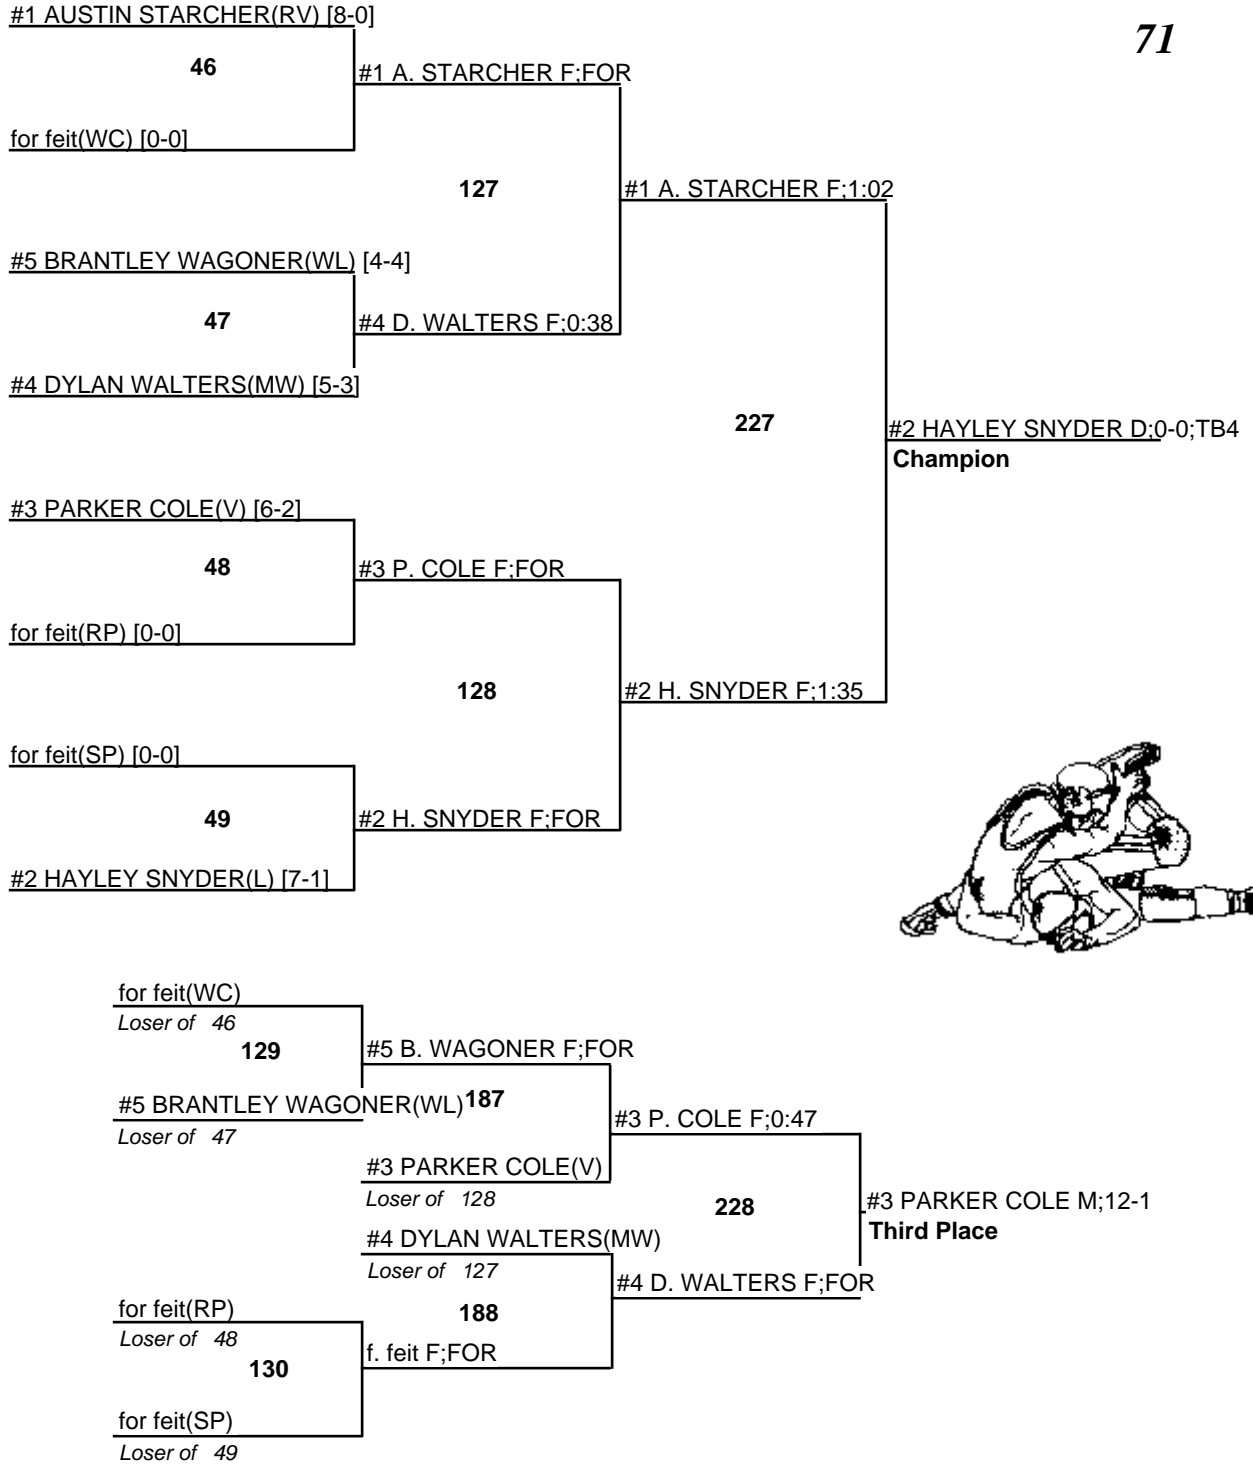 #1 AUSTIN STARCHER(RV) [8-0]
71
46
#1 A. STARCHER F;FOR
for feit(WC) [0-0]
127
#1 A. STARCHER F;1:02
#5 BRANTLEY WAGONER(WL) [4-4]
47
#4 D. WALTERS F;0:38
#4 DYLAN WALTERS(MW) [5-3]
227
#2 HAYLEY SNYDER D;0-0;TB4
Champion
#3 PARKER COLE(V) [6-2]
48
#3 P. COLE F;FOR
for feit(RP) [0-0]
128
#2 H. SNYDER F;1:35
for feit(SP) [0-0]
49
#2 H. SNYDER F;FOR
#2 HAYLEY SNYDER(L) [7-1]
for feit(WC)
Loser of 46
129
#5 B. WAGONER F;FOR
#5 BRANTLEY WAGONER(WL)
187
Loser of 47
#3 P. COLE F;0:47
#3 PARKER COLE(V)
Loser of 128
228
#3 PARKER COLE M;12-1
Third Place
#4 DYLAN WALTERS(MW)
Loser of 127
#4 D. WALTERS F;FOR
for feit(RP)
188
Loser of 48
f. feit F;FOR
130
for feit(SP)
Loser of 49